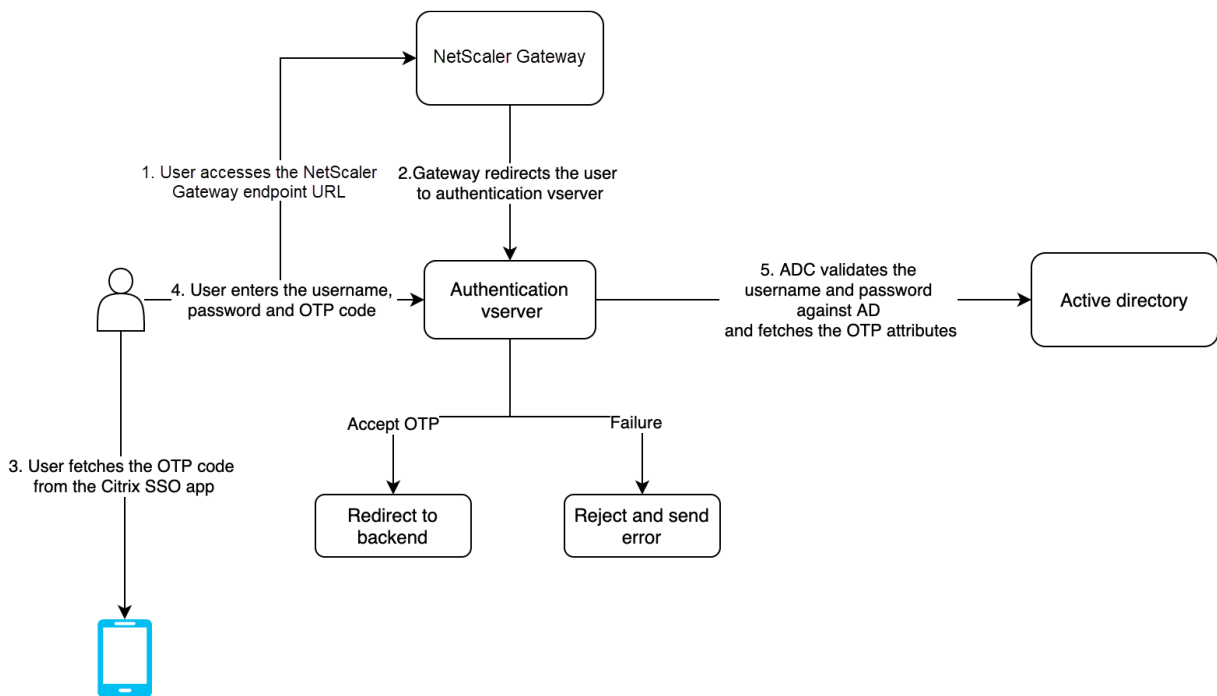 NetScaler Gateway
1. User accesses the NetScaler
Gateway endpoint URL
2.Gateway redirects the user
to authentication vserver
4. User enters the username,
password and OTP code
Authentication
vserver
5. ADC validates the
username and password
against AD
and fetches the OTP attributes
Active directory
Accept OTP
Failure
3. User fetches the OTP code
from the Citrix SSO app
Redirect to
backend
Reject and send
error